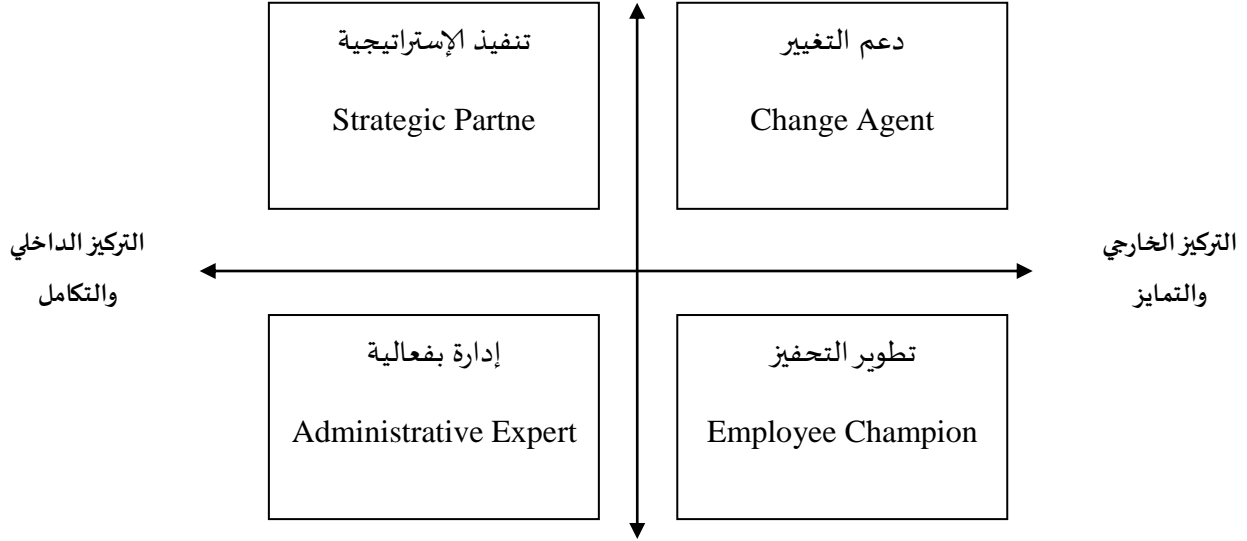 تنفيذ الإستراتيجية
Strategic Partne
دعم التغيير
Change Agent
التركيز الداخلي
والتكامل
التركيز الخارجي
والتمايز
إدارة بفعالية
Administrative Expert
تطوير التحفيز
Employee Champion